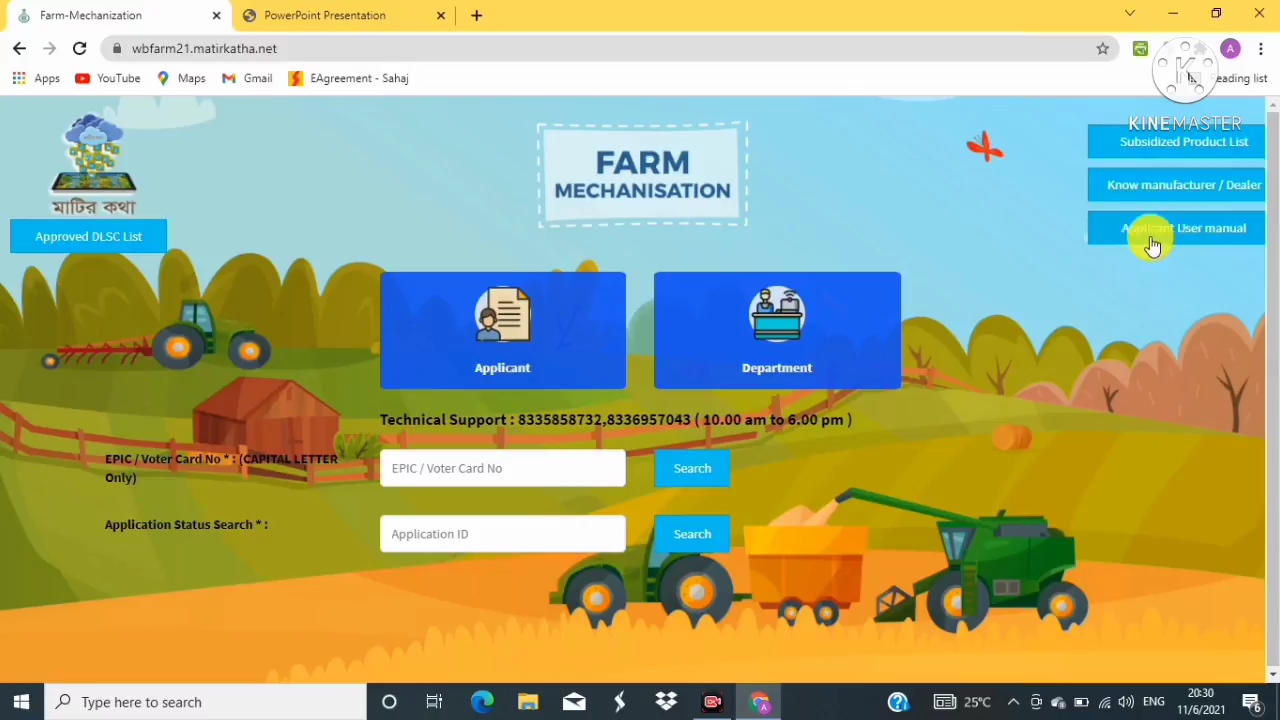 Farm-Mechanization
PowerPoint Presentation
wbfarm21.matirkatha.net
A
Apps
YouTube
Maps
Gmail
EAgreement - Sahaj
Reading list
KINEMASTER
মাটির কথা
Approved DLSC List
FARM
MECHANISATION
Subsidized Product List
Know manufacturer / Dealer
Applicant User manual
Applicant
Department
Technical Support : 8335858732,8336957043 ( 10.00 am to 6.00 pm )
EPIC / Voter Card No * : (CAPITAL LETTER
Only)
EPIC / Voter Card No
Search
Application Status Search * :
Application ID
Search
Type here to search
25°C
ENG
20:30
11/6/2021
6